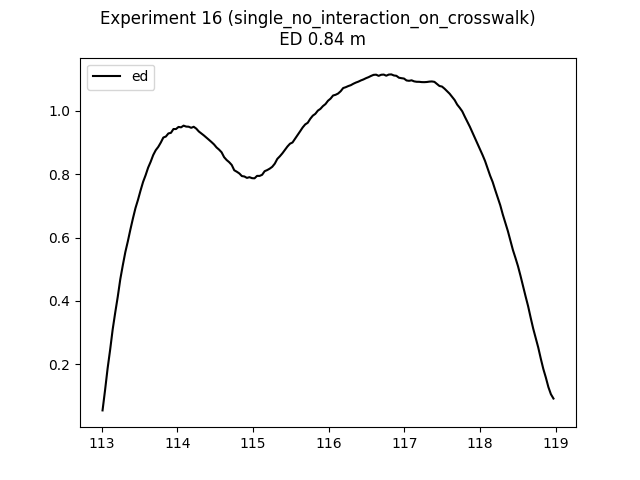 Experiment 16 (single_no_interaction_on_crosswalk)
ED 0.84 m
ed
1.0
0.8
0.6
0.4
0.2
113 114 115 116 117 118 119